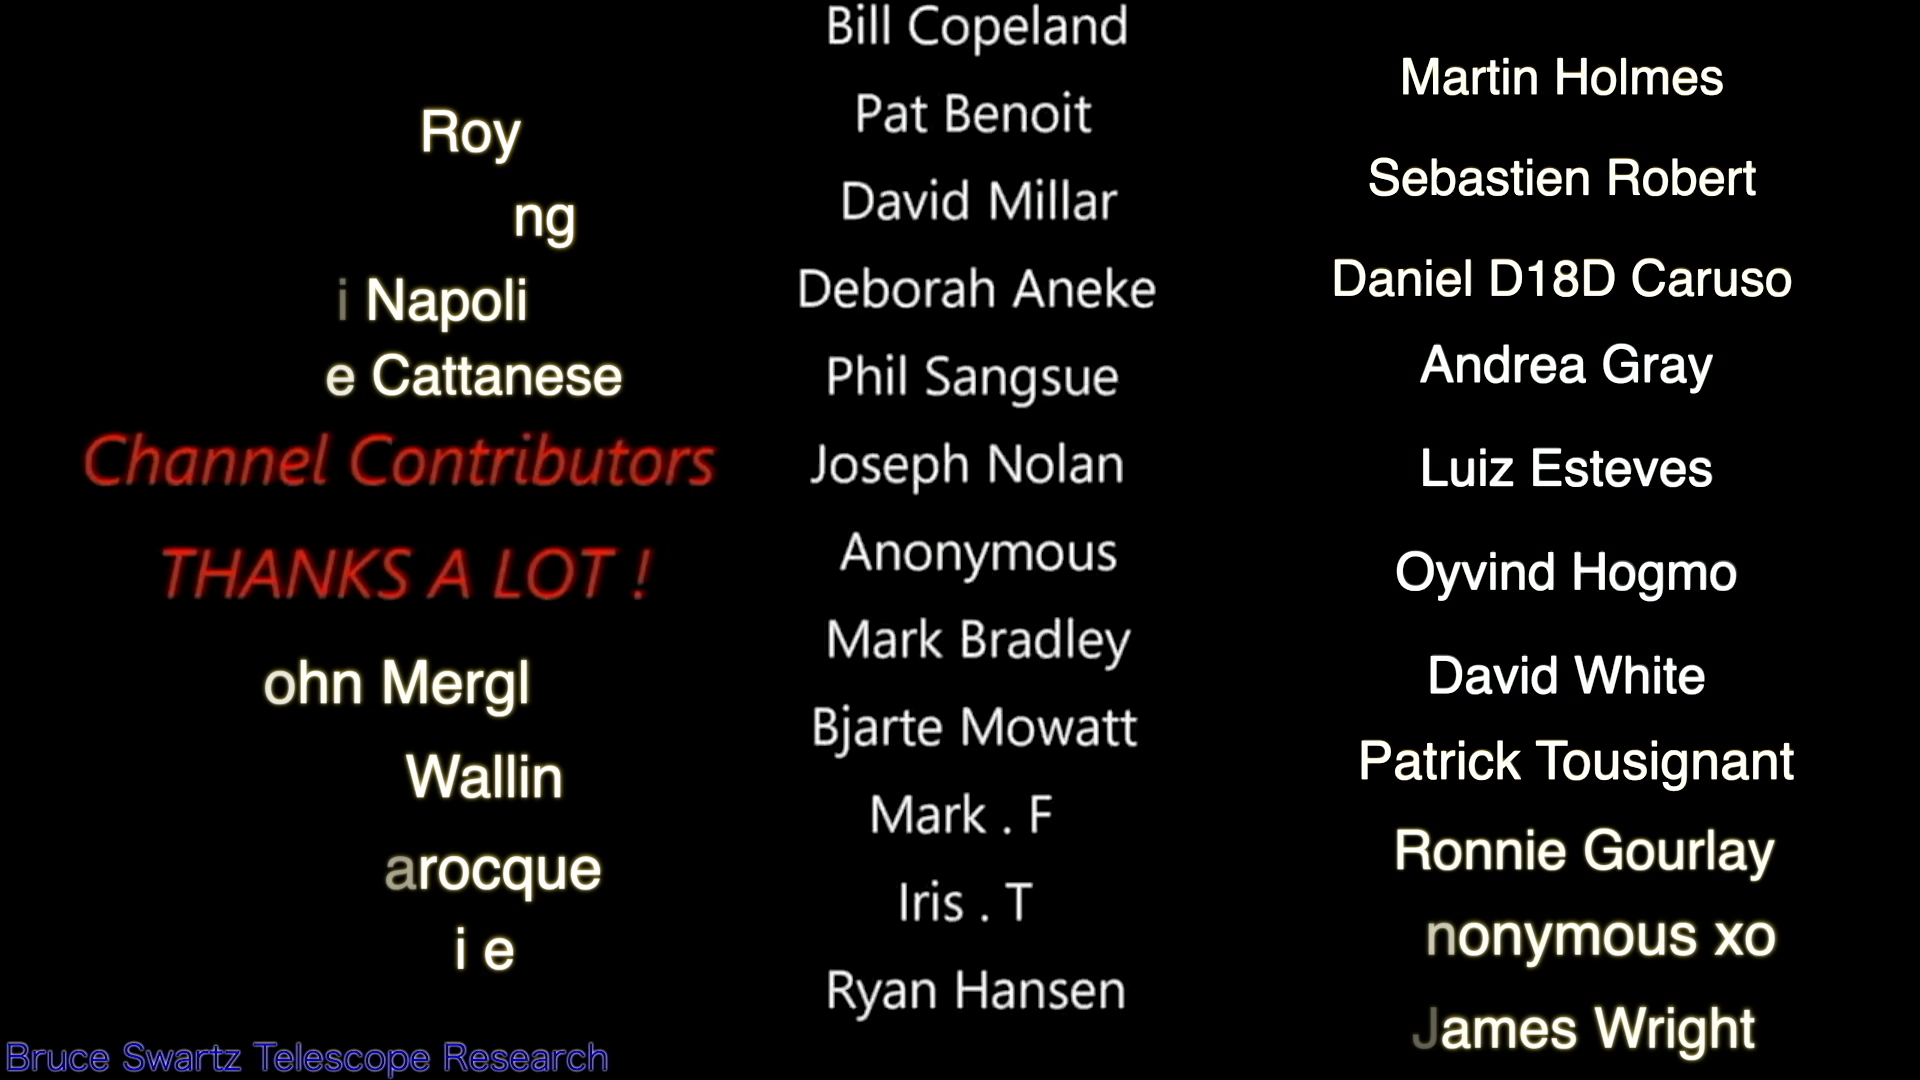 Roy
ng
i Napoli
e Cattanese
Channel Contributors
THANKS A LOT !
ohn Mergl
Wallin
arocque
i e
Bruce Swartz Telescope Research
Bill Copeland
Pat Benoit
David Millar
Deborah Aneke
Phil Sangsue
Joseph Nolan
Anonymous
Mark Bradley
Bjarte Mowatt
Mark . F
Iris . T
Ryan Hansen
Martin Holmes
Sebastien Robert
Daniel D18D Caruso
Andrea Gray
Luiz Esteves
Oyvind Hogmo
David White
Patrick Tousignant
Ronnie Gourlay
nonymous xo
James Wright